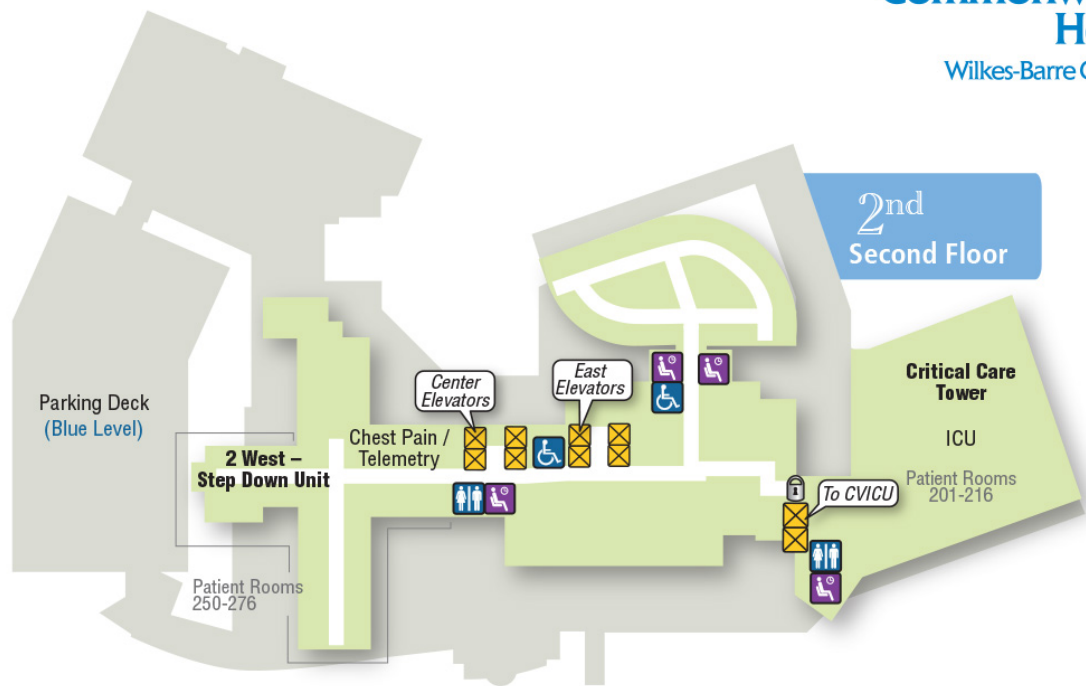 Wilkes-Barre
2nd
Second Floor
Center
Elevators
East
Elevators
Critical Care
Tower
ICU
Patient Rooms
201-216
Parking Deck
(Blue Level)
Chest Pain /
Telemetry
2 West –
Step Down Unit
To CVICU
Patient Rooms
250-276